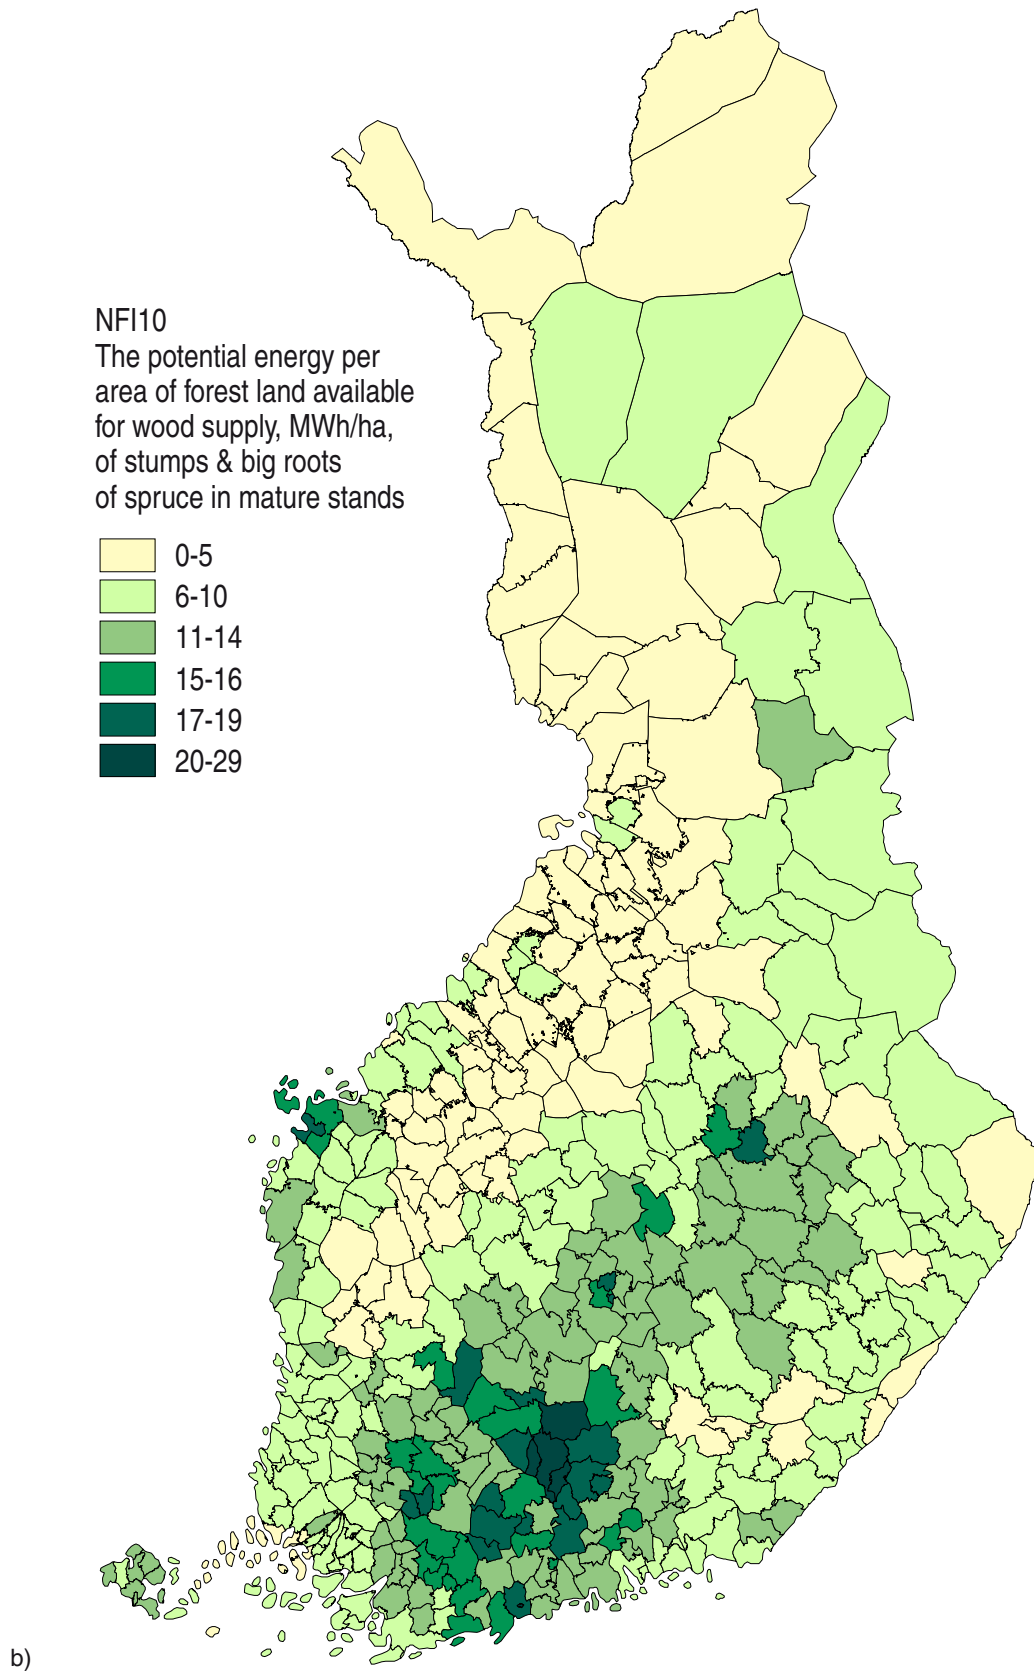 NFI10
The potential energy per
area of forest land available
for wood supply, MWh/ha,
of stumps & big roots
of spruce in mature stands
0-5
6-10
11-14
15-16
17-19
20-29
b)